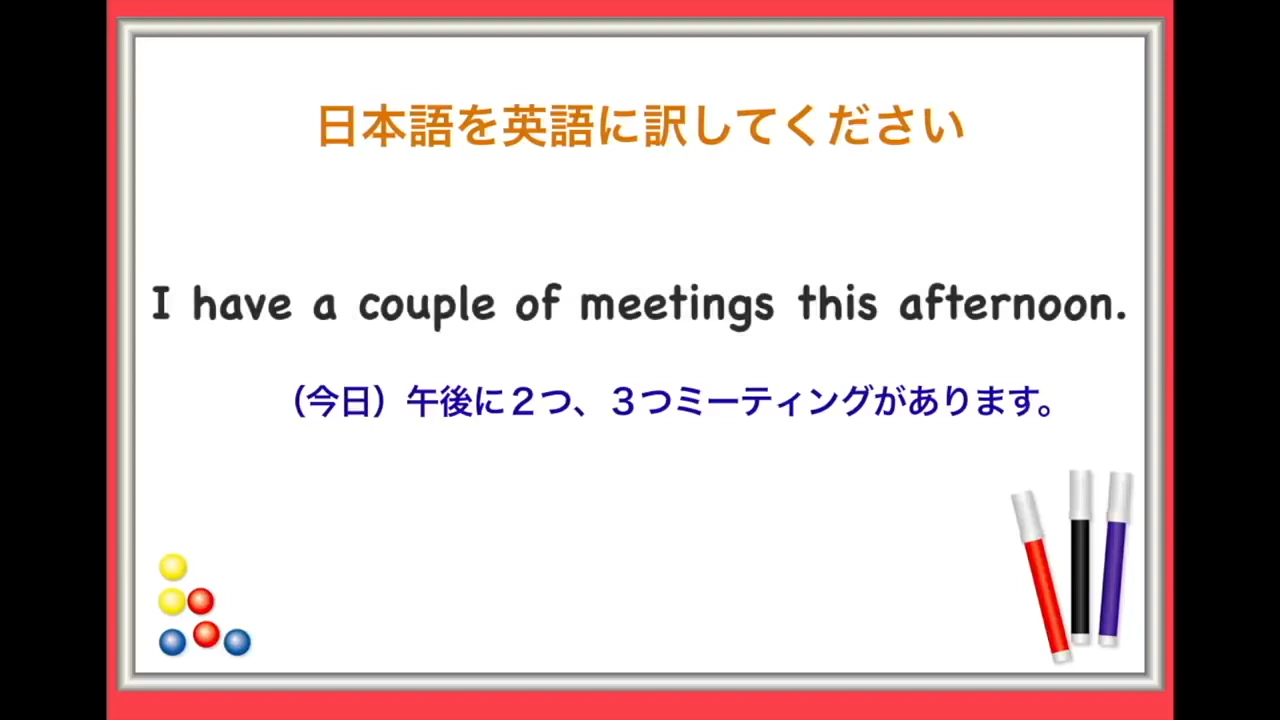 日本語を英語に訳してください
I have a couple of meetings this afternoon.
（今日）午後に２つ、３つミーティングがあります。